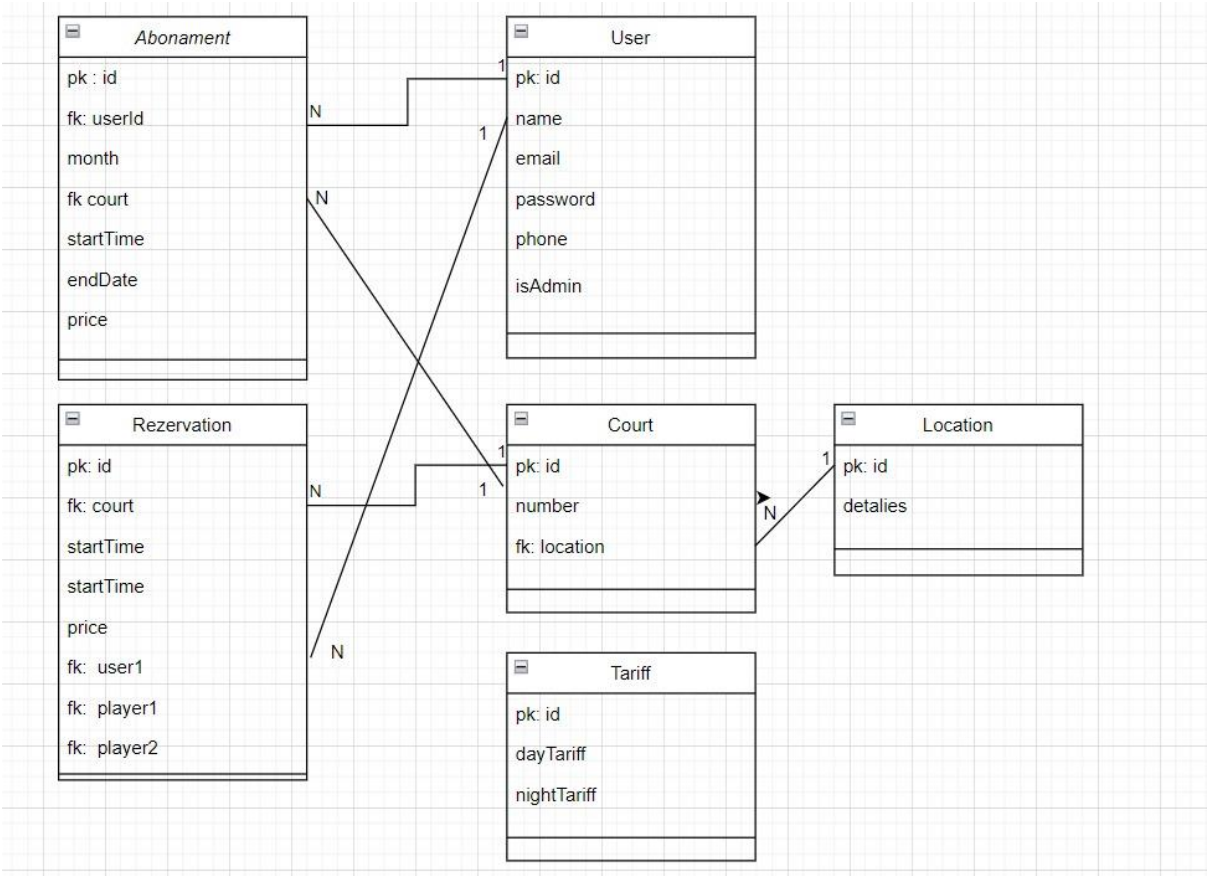 Abonament
pk : id
fk: userId
month
fk court
startTime
endDate
price
User
pk: id
name
email
password
phone
isAdmin
N
1
1
N
Rezervation
pk: id
fk: court
startTime
startTime
price
fk: user1
fk: player1
fk: player2
Court
pk: id
number
fk: location
N
1
1
N
Location
pk: id
detalies
1
N
Tariff
pk: id
dayTariff
nightTariff